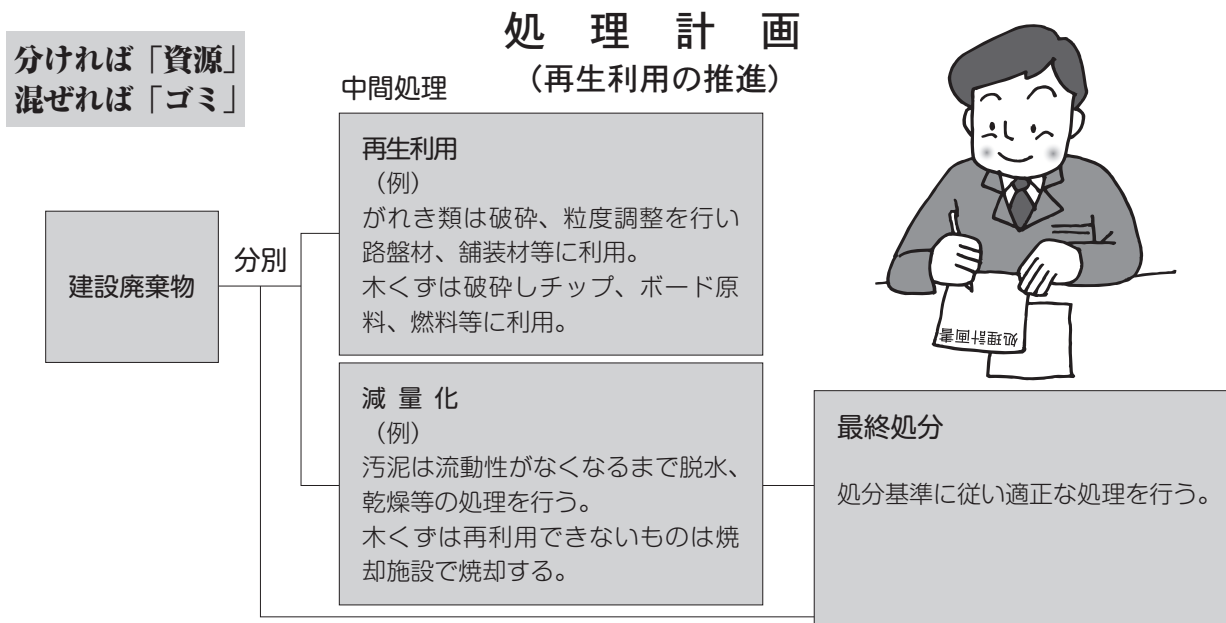 処理計画
（再生利用の推進）
分ければ「資源」
混ぜれば「ゴミ」
中間処理
建設廃棄物
分別
再生利用
（例）
がれき類は破砕、粒度調整を行い
路盤材、舗装材等に利用。
木くずは破砕しチップ、ボード原
料、燃料等に利用。
減量化
（例）
汚泥は流動性がなくなるまで脱水、
乾燥等の処理を行う。
木くずは再利用できないものは焼
却施設で焼却する。
最終処分
処分基準に従い適正な処理を行う。
処理計画書